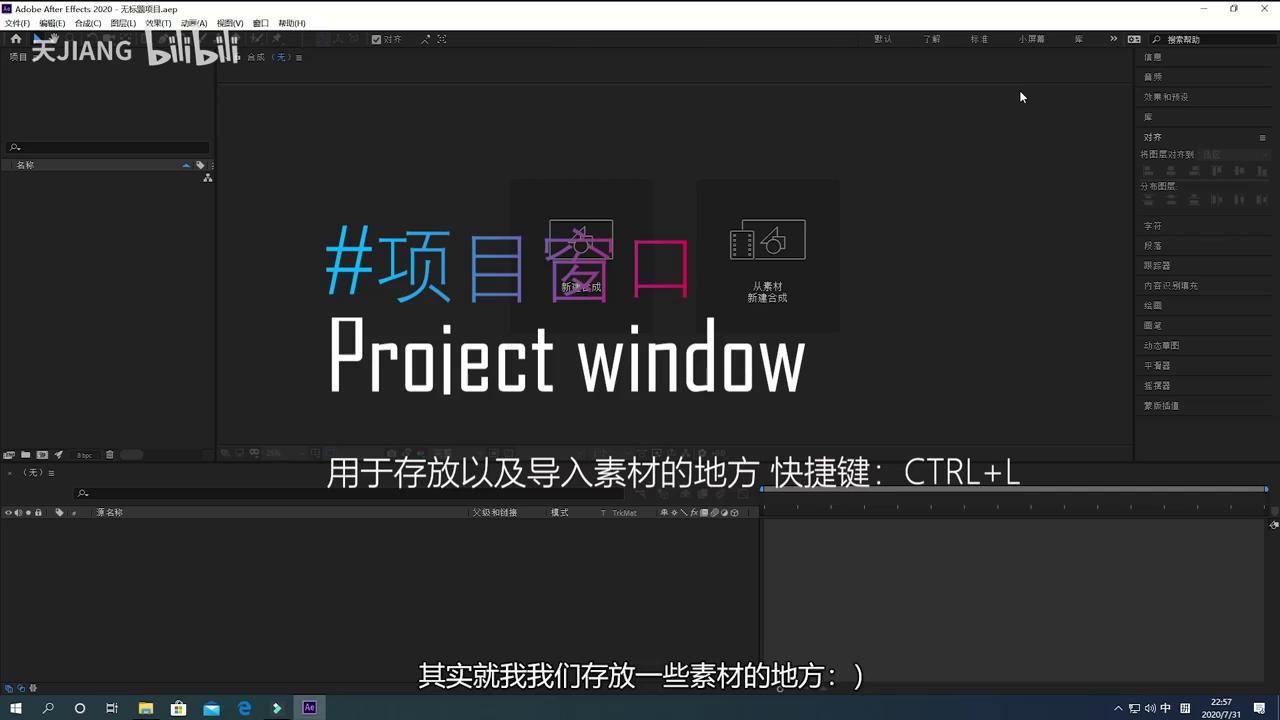 Adobe After Effects 2020 - 无标题项目.aep
文件(F) 编辑(E) 合成(C) 图层(L) 效果(T) 动画(A) 视图(V) 窗口 帮助(H)
对齐 默认 了解 标准 小屏幕 库 搜索帮助
天JIANG bilibili
项目
合成 (无)
信息
音频
效果和预设
库
对齐
将图层对齐到:
分布图层:
名称
新建合成
从素材
新建合成
#项目窗口
Project window
字符
段落
跟踪器
内容识别填充
绘画
画笔
动态草图
平滑器
摇摆器
蒙版插值
8 bpc
(无)
用于存放以及导入素材的地方 快捷键：CTRL+L
# 源名称 父级和链接 模式 T TrkMat fx
其实就我我们存放一些素材的地方：)
Ae
22:57
中
2020/7/31